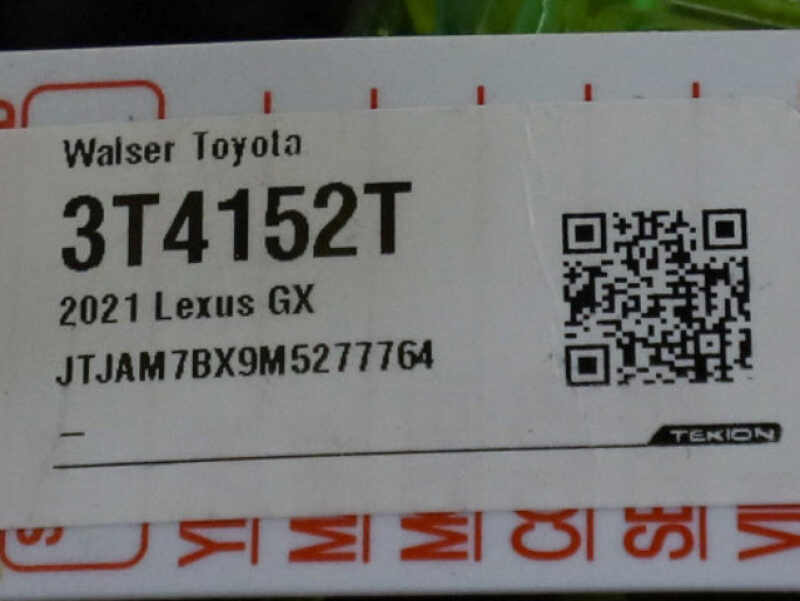 Walser Toyota
3T4152T
2021 Lexus GX
JTJAM7BX9M5277764
–
TEKION